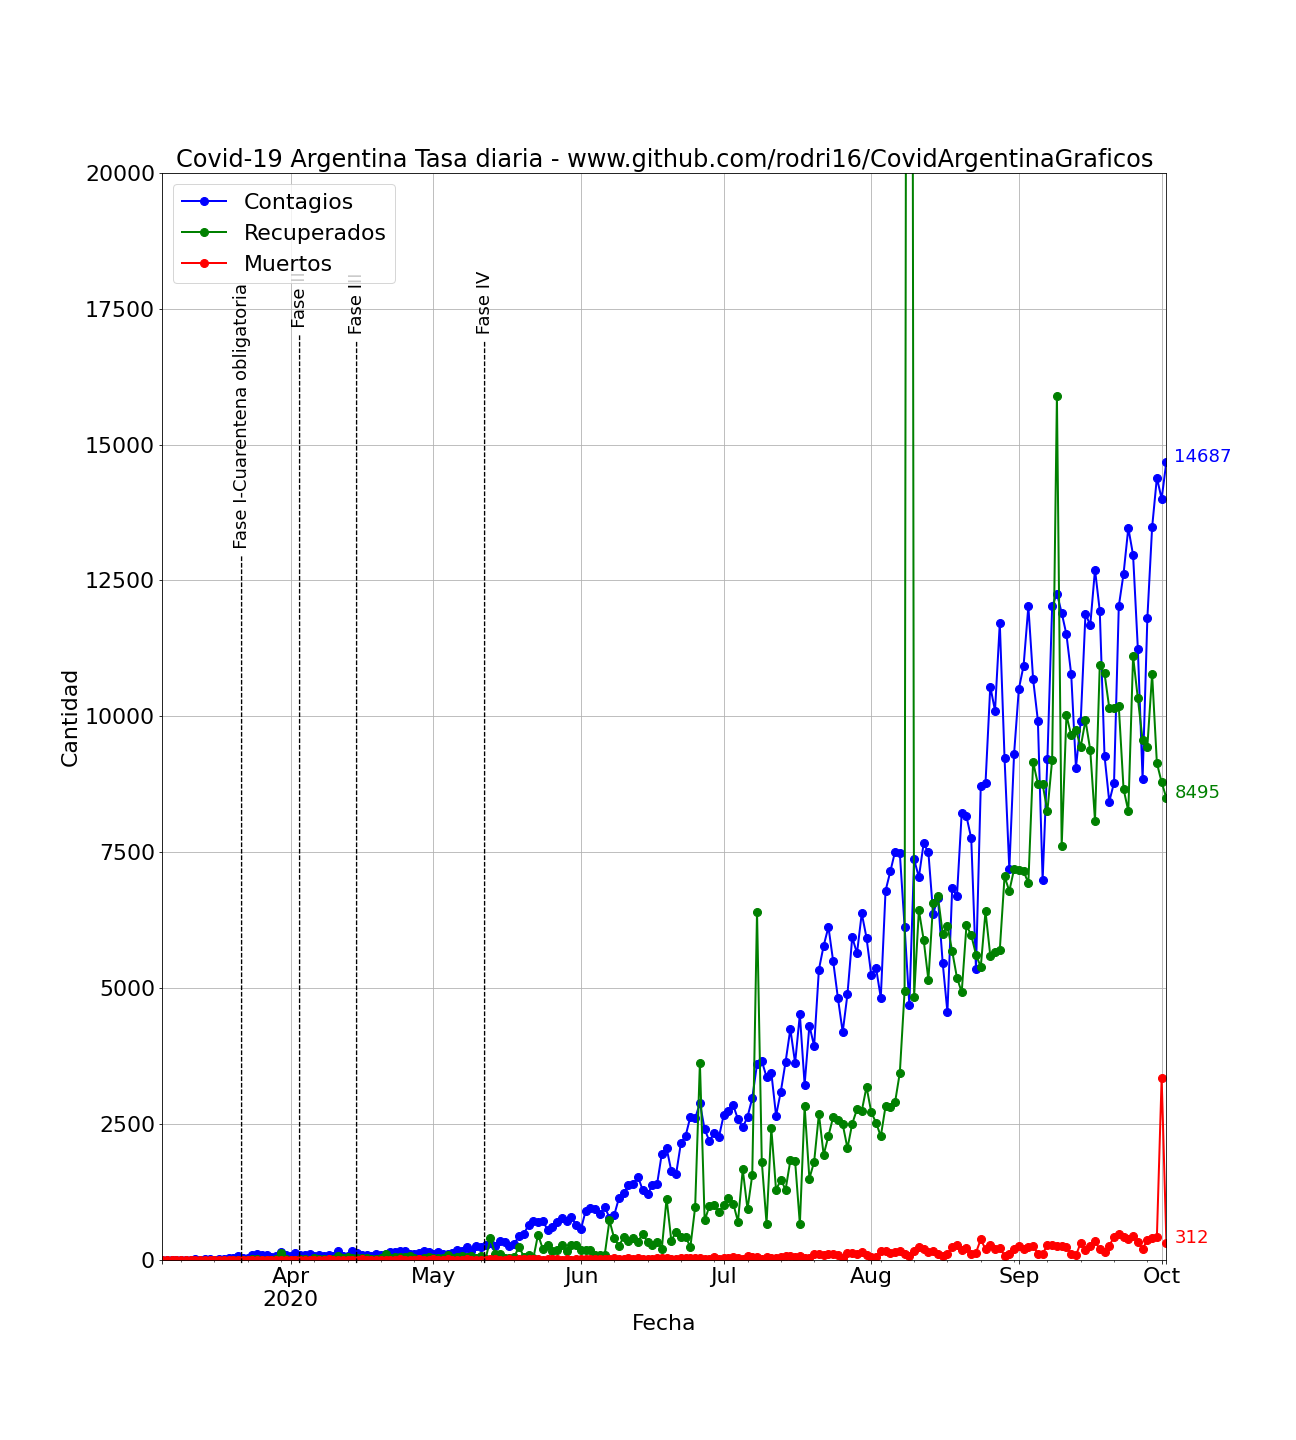 Covid-19 Argentina Tasa diaria - www.github.com/rodri16/CovidArgentinaGraficos
20000
17500
15000
12500
10000
7500
5000
2500
0
Cantidad
Contagios
Recuperados
Muertos
Fase I-Cuarentena obligatoria
Fase II
Fase III
Fase IV
14687
8495
312
Apr
2020
May
Jun
Jul
Aug
Sep
Oct
Fecha